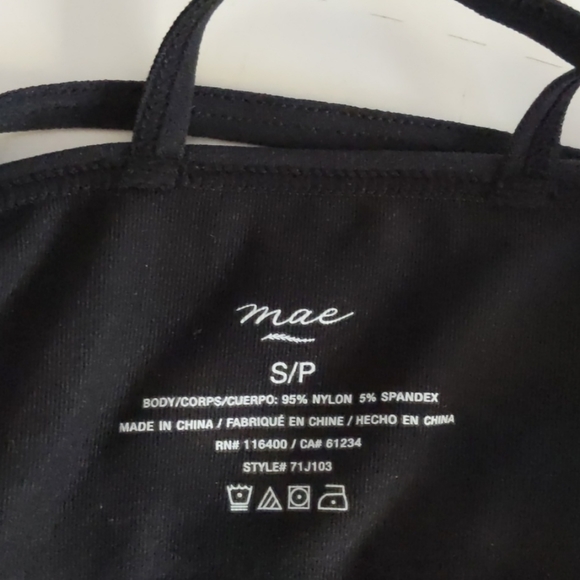 mae
S/P
BODY/CORPS/CUERPO: 95% NYLON 5% SPANDEX
MADE IN CHINA / FABRIQUÉ EN CHINE / HECHO EN CHINA
RN# 116400 / CA# 61234
STYLE# 71J103